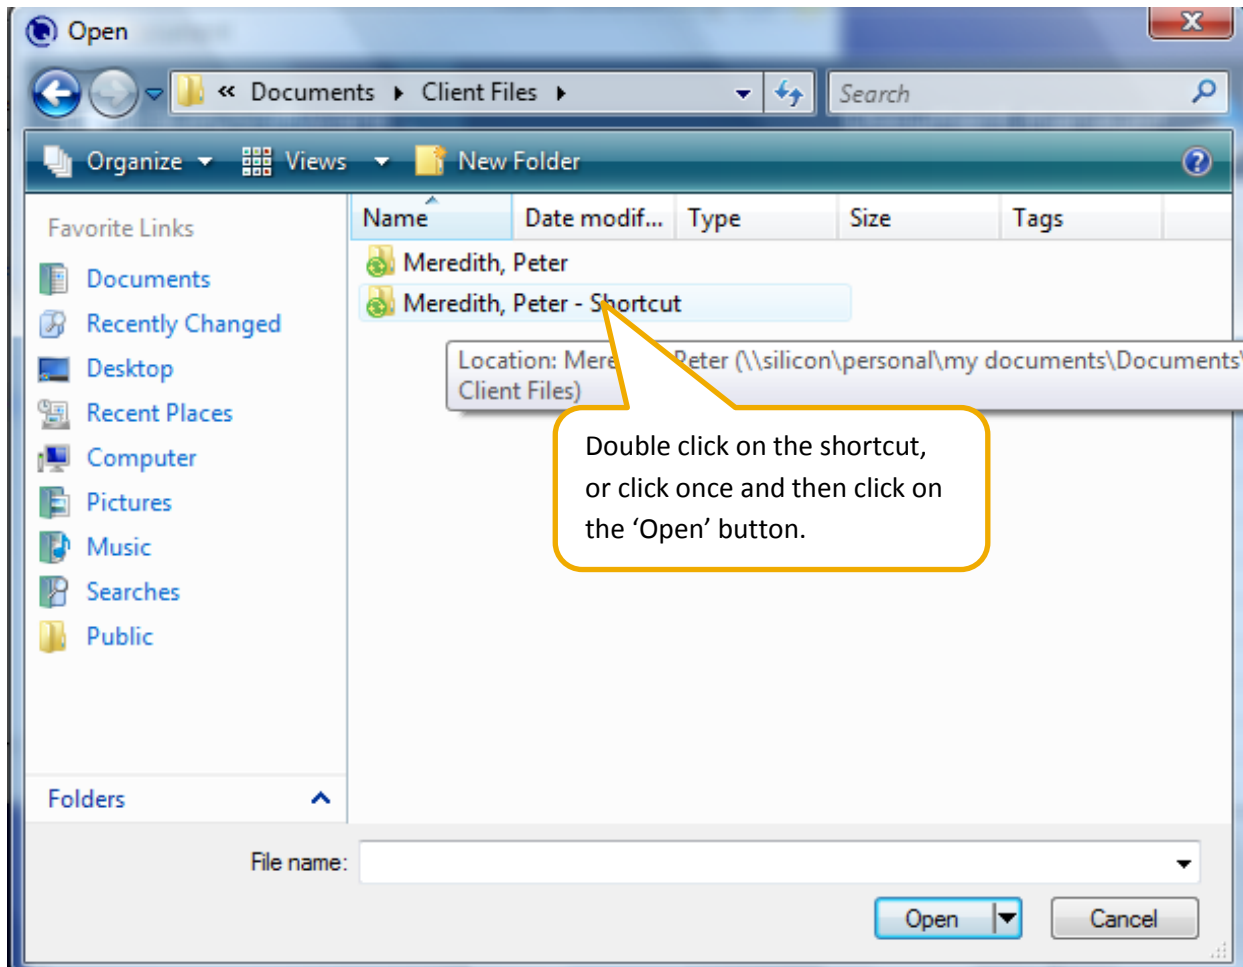 Open
« Documents Client Files
Search
Organize
Views
New Folder
Favorite Links
Documents
Recently Changed
Desktop
Recent Places
Computer
Pictures
Music
Searches
Public
Folders
Name Date modif... Type Size Tags
Meredith, Peter
Meredith, Peter - Shortcut
Location: Mere Peter (\\silicon\personal\my documents\Documents\
Client Files)
Double click on the shortcut,
or click once and then click on
the ‘Open’ button.
File name:
Open
Cancel